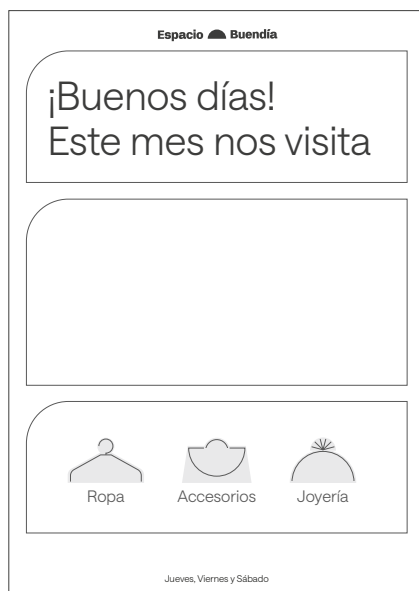 Espacio Buendía
¡Buenos días!
Este mes nos visita
Ropa
Accesorios
Joyería
Jueves, Viernes y Sábado